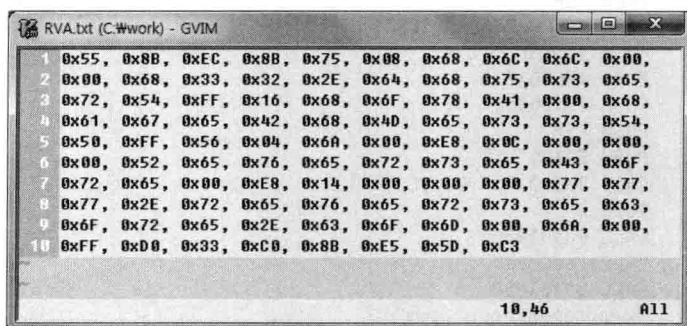 RVA.txt (C:₩work) - GVIM
1 0x55, 0x8B, 0xEC, 0x8B, 0x75, 0x08, 0x68, 0x6C, 0x6C, 0x00,
2 0x00, 0x68, 0x33, 0x32, 0x2E, 0x64, 0x68, 0x75, 0x73, 0x65,
3 0x72, 0x54, 0xFF, 0x16, 0x68, 0x6F, 0x78, 0x41, 0x00, 0x68,
4 0x61, 0x67, 0x65, 0x42, 0x68, 0x4D, 0x65, 0x73, 0x73, 0x54,
5 0x50, 0xFF, 0x56, 0x04, 0x6A, 0x00, 0xE8, 0x0C, 0x00, 0x00,
6 0x00, 0x52, 0x65, 0x76, 0x65, 0x72, 0x73, 0x65, 0x43, 0x6F,
7 0x72, 0x65, 0x00, 0xE8, 0x14, 0x00, 0x00, 0x00, 0x77, 0x77,
8 0x77, 0x2E, 0x72, 0x65, 0x76, 0x65, 0x72, 0x73, 0x65, 0x63,
9 0x6F, 0x72, 0x65, 0x2E, 0x63, 0x6F, 0x6D, 0x00, 0x6A, 0x00,
10 0xFF, 0xD0, 0x33, 0xC0, 0x8B, 0xE5, 0x5D, 0xC3
10,46 All